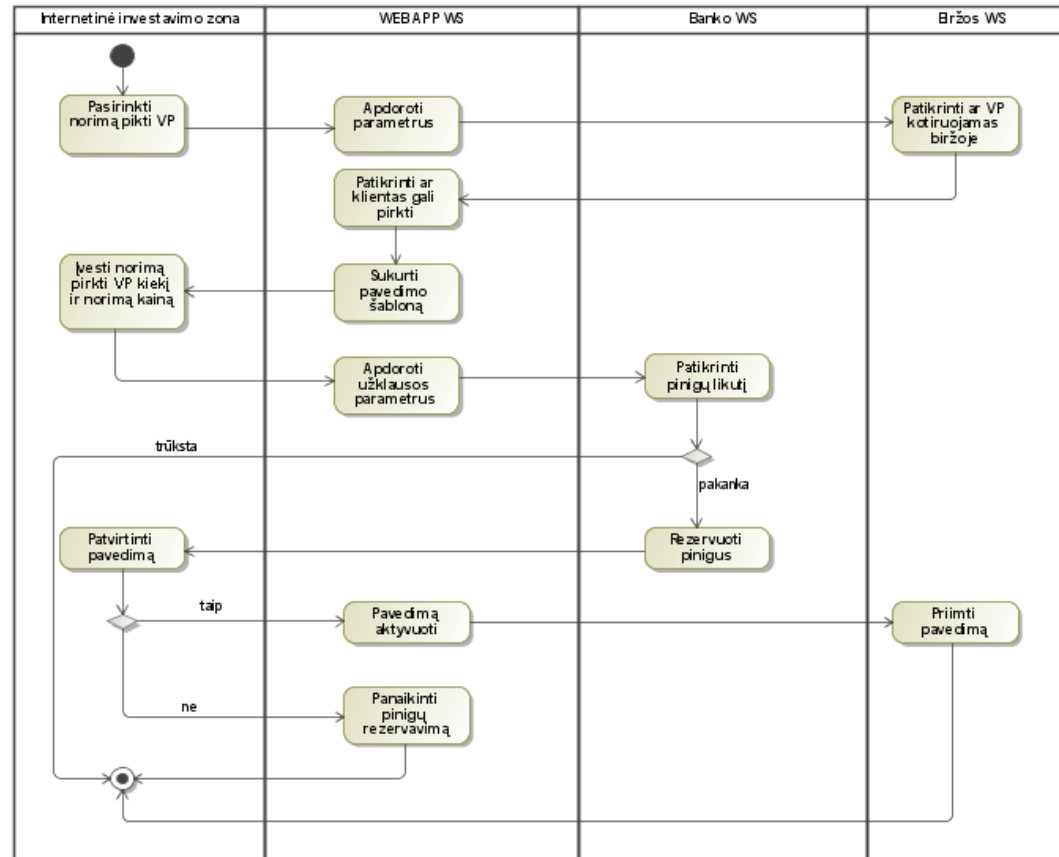 Internetinė investavimo zona
WEB APP WS
Banko WS
Biržos WS
Pasirinkti
norimą pikti VP
Apdoroti
parametrus
Patikrinti ar VP
kotiruojamas
biržoje
Patikrinti ar
klientas gali
pirkti
Įvesti norimą
pirkti VP kiekį
ir norimą kainą
Sukurti
pavedimo
šabloną
Apdoroti
užklausos
parametrus
Patikrinti
pinigų likutį
trūksta
pakanka
Patvirtinti
pavedimą
Rezervuoti
pinigus
taip
Pavedimą
aktyvuoti
Priimti
pavedimą
ne
Panaikinti
pinigų
rezervavimą